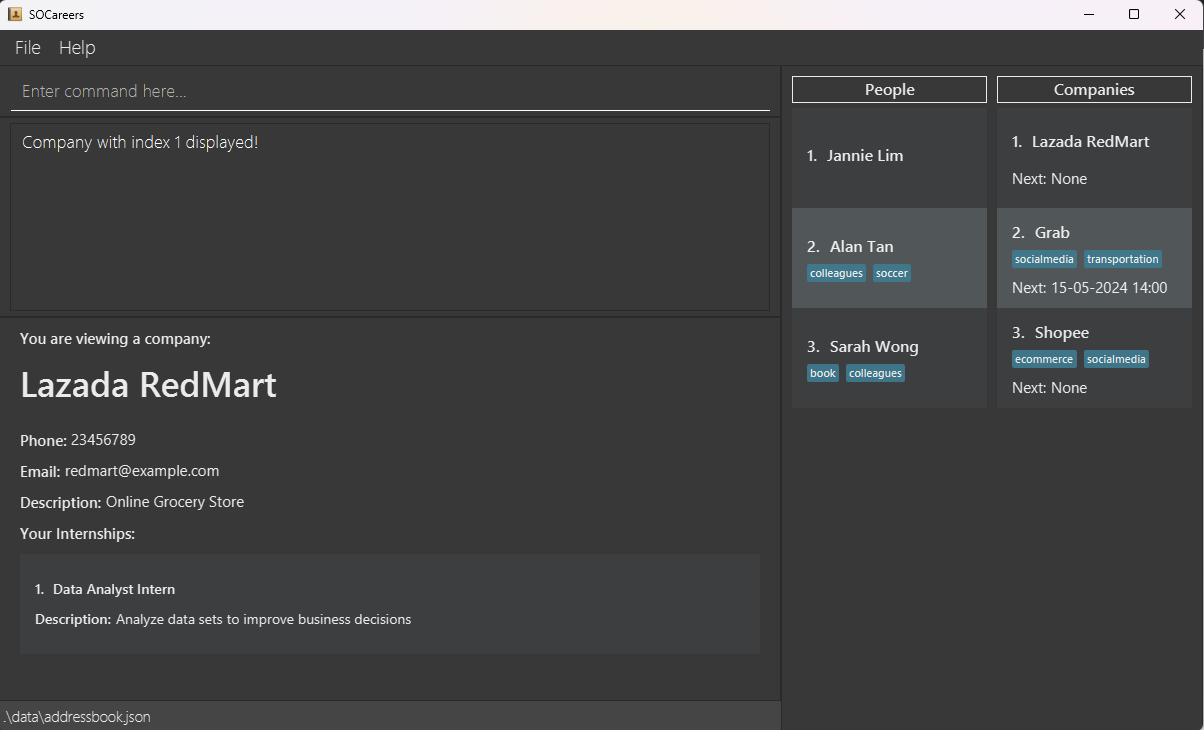 SOCareers
File Help
Enter command here...
Company with index 1 displayed!
You are viewing a company:
Lazada RedMart
Phone: 23456789
Email: redmart@example.com
Description: Online Grocery Store
Your Internships:
1. Data Analyst Intern
Description: Analyze data sets to improve business decisions
.\data\addressbook.json
People
1. Jannie Lim
2. Alan Tan
colleagues soccer
3. Sarah Wong
book colleagues
Companies
1. Lazada RedMart
Next: None
2. Grab
socialmedia transportation
Next: 15-05-2024 14:00
3. Shopee
ecommerce socialmedia
Next: None